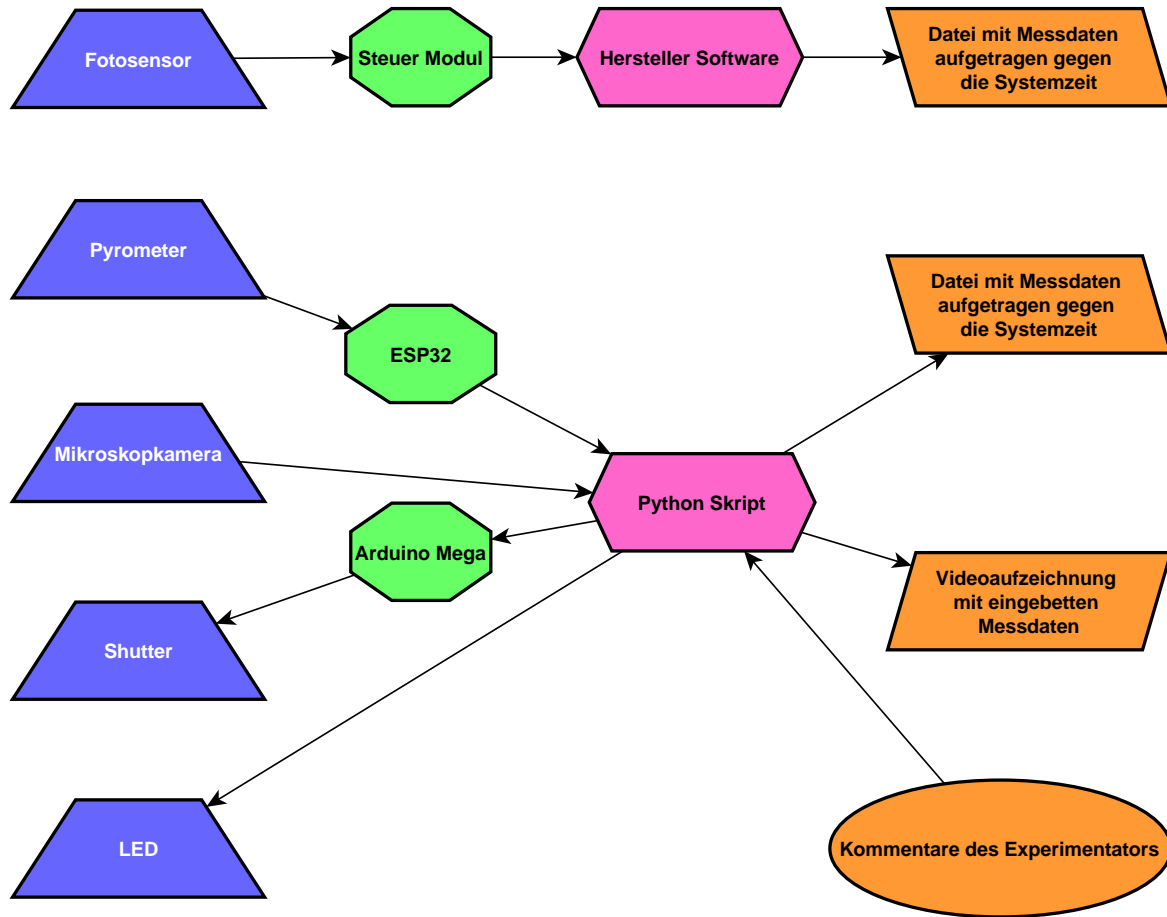 Fotosensor
Steuer Modul
Hersteller Software
Datei mit Messdaten
aufgetragen gegen
die Systemzeit
Pyrometer
ESP32
Datei mit Messdaten
aufgetragen gegen
die Systemzeit
Mikroskopkamera
Python Skript
Arduino Mega
Videoaufzeichnung
mit eingebetten
Messdaten
Shutter
LED
Kommentare des Experimentators